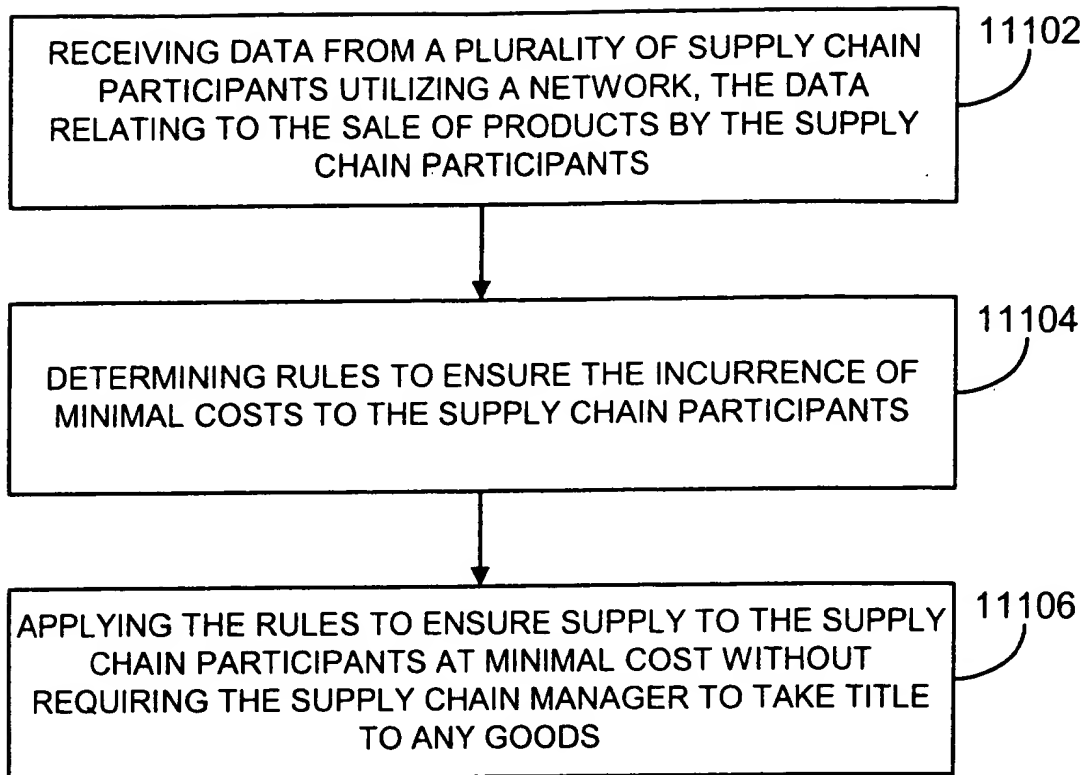 RECEIVING DATA FROM A PLURALITY OF SUPPLY CHAIN
PARTICIPANTS UTILIZING A NETWORK, THE DATA
RELATING TO THE SALE OF PRODUCTS BY THE SUPPLY
CHAIN PARTICIPANTS
11102
DETERMINING RULES TO ENSURE THE INCURRENCE OF
MINIMAL COSTS TO THE SUPPLY CHAIN PARTICIPANTS
11104
APPLYING THE RULES TO ENSURE SUPPLY TO THE SUPPLY
CHAIN PARTICIPANTS AT MINIMAL COST WITHOUT
REQUIRING THE SUPPLY CHAIN MANAGER TO TAKE TITLE
TO ANY GOODS
11106